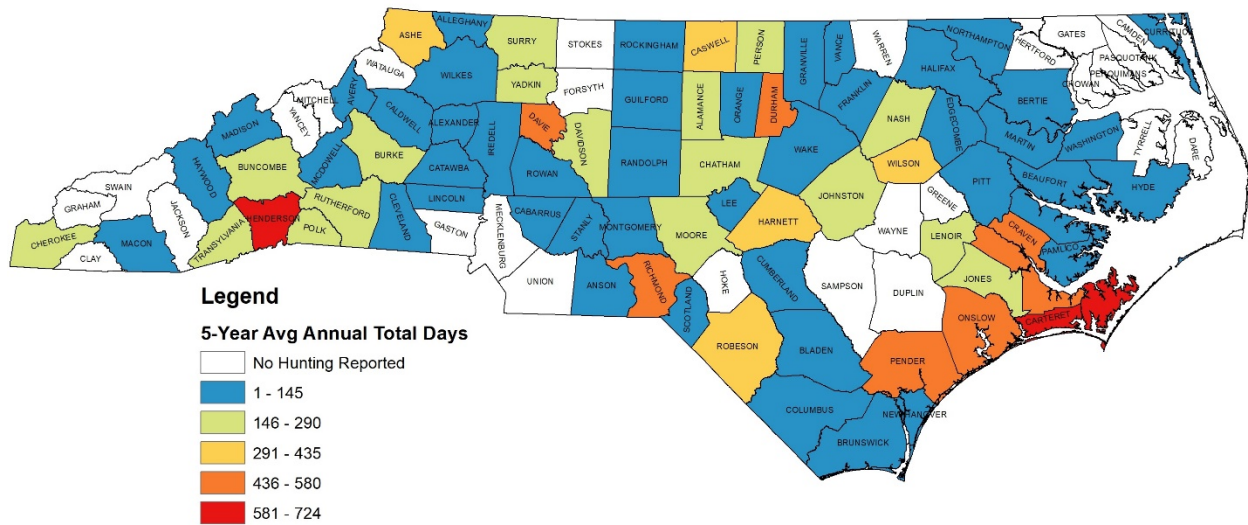 ALLEGHANY
ASHE
SURRY
STOKES
ROCKINGHAM
CASWELL
PERSON
GRANVILLE
VANCE
WARREN
NORTHAMPTON
HERTFORD
GATES
CAMDEN
CURRITUCK
PASQUOTANK
PERQUIMANS
CHOWAN
WATAUGA
WILKES
YADKIN
FORSYTH
GUILFORD
ALAMANCE
ORANGE
DURHAM
FRANKLIN
HALIFAX
BERTIE
MITCHELL
AVERY
YANCEY
CALDWELL
ALEXANDER
IREDELL
DAVIE
DAVIDSON
RANDOLPH
CHATHAM
WAKE
NASH
EDGECOMBE
MARTIN
WASHINGTON
TYRRELL
DARE
MADISON
HAYWOOD
BUNCOMBE
MCDOWELL
BURKE
CATAWBA
ROWAN
LEE
JOHNSTON
WILSON
PITT
BEAUFORT
HYDE
SWAIN
GRAHAM
JACKSON
HENDERSON
RUTHERFORD
POLK
CLEVELAND
LINCOLN
GASTON
MECKLENBURG
CABARRUS
STANLY
MONTGOMERY
MOORE
HARNETT
WAYNE
GREENE
LENOIR
CRAVEN
PAMLICO
CHEROKEE
CLAY
MACON
TRANSYLVANIA
UNION
ANSON
RICHMOND
SCOTLAND
HOKE
CUMBERLAND
SAMPSON
DUPLIN
JONES
ONSLOW
CARTERET
ROBESON
BLADEN
PENDER
COLUMBUS
NEW HANOVER
BRUNSWICK
Legend
5-Year Avg Annual Total Days
No Hunting Reported
1 - 145
146 - 290
291 - 435
436 - 580
581 - 724